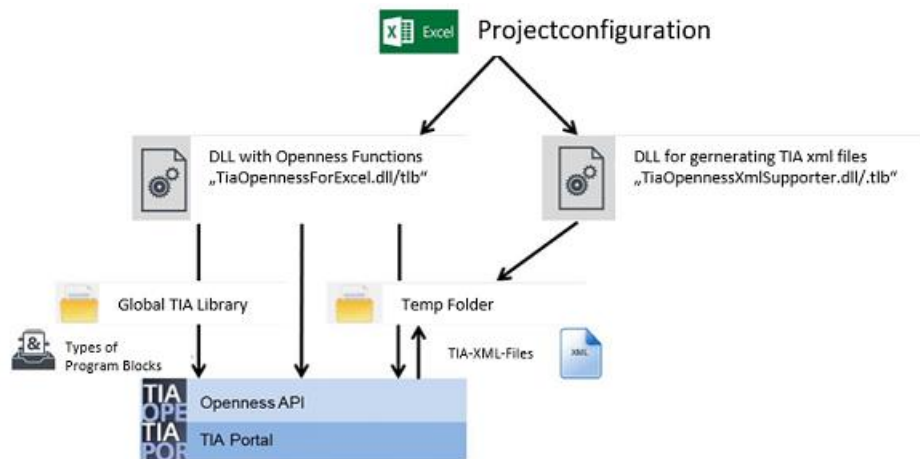 Excel
Projectconfiguration
DLL with Openness Functions
„TiaOpennessForExcel.dll/tlb“
DLL for gernerating TIA xml files
„TiaOpennessXmlSupporter.dll/.tlb“
Global TIA Library
Temp Folder
&
Types of
Program Blocks
TIA-XML-Files
XML
TIA
OPE
Openness API
TIA
POR
TIA Portal